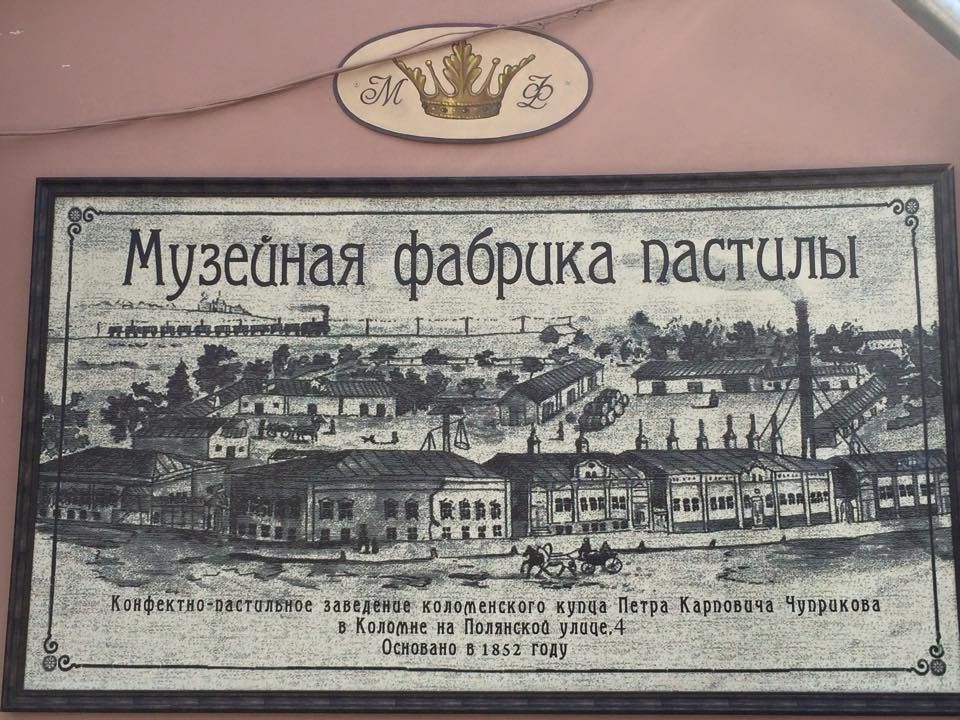 М Ф
Музейная фабрика пастилы
Конфектно-пастильное заведение коломенского купца Петра Карповича Чуприкова
в Коломне на Полянской улице,4
Основано в 1852 году